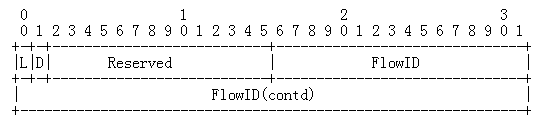 0                   1                   2                   3
0 1 2 3 4 5 6 7 8 9 0 1 2 3 4 5 6 7 8 9 0 1 2 3 4 5 6 7 8 9 0 1
+-+-+---------------------------+-------------------------------+
|L|D|       Reserved            |            FlowID             |
+-+-+---------------------------+-------------------------------+
|                        FlowID(contd)                          |
+---------------------------------------------------------------+